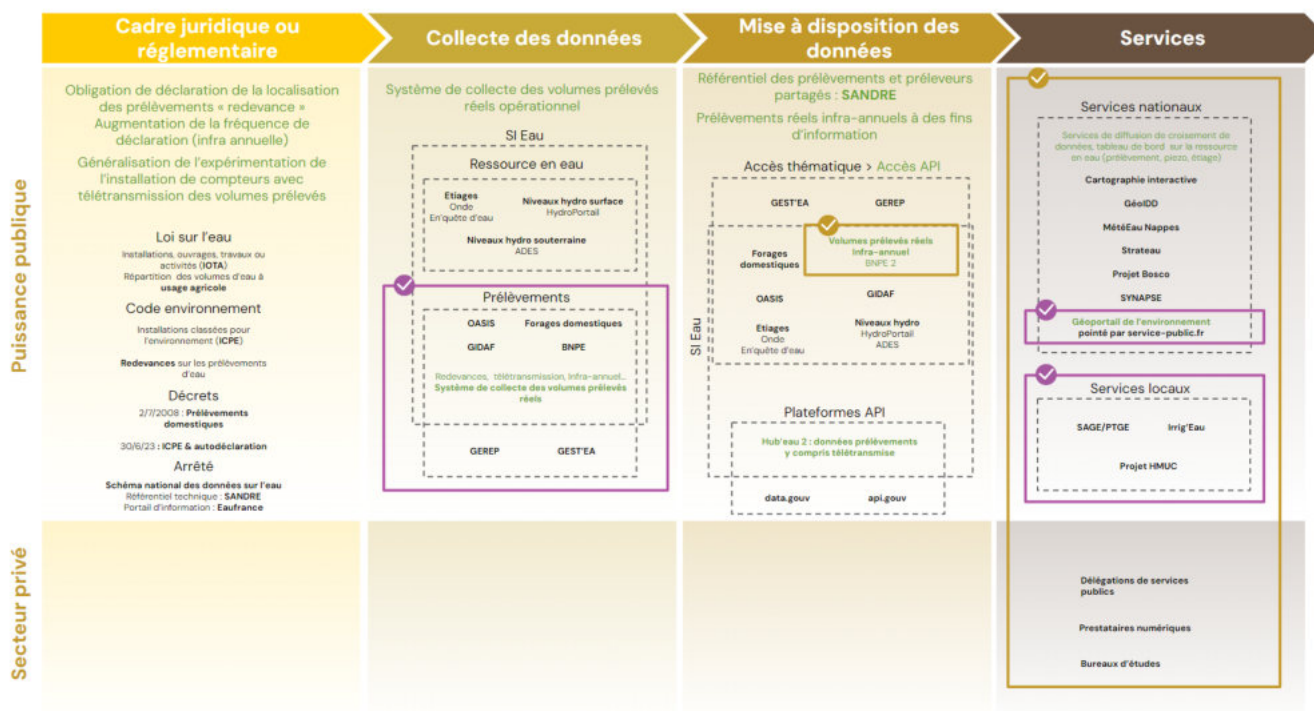 Cadre juridique ou
réglementaire
Collecte des données
Mise à disposition des
données
Services
Puissance publique
Obligation de déclaration de la localisation
des prélèvements « redevance »
Augmentation de la fréquence de
déclaration (infra annuelle)
Généralisation de l'expérimentation de
l'installation de compteurs avec
télétransmission des volumes prélevés
Loi sur l'eau
Installations, ouvrages, travaux ou
activités (IOTA)
Répartition des volumes d'eau à
usage agricole
Code environnement
Installations classées pour
l'environnement (ICPE)
Redevances sur les prélèvements
d'eau
Décrets
2/7/2008 : Prélèvements
domestiques
30/6/23 : ICPE & autodéclaration
Arrêté
Schéma national des données sur l'eau
Référentiel technique : SANDRE
Portail d'information : Eaufrance
Système de collecte des volumes prélevés
réels opérationnel
SI Eau
Ressource en eau
Etiages
Onde
En'quête d'eau
Niveaux hydro surface
HydroPortail
Niveaux hydro souterraine
ADES
Prélèvements
OASIS
Forages domestiques
GIDAF
BNPE
Redevances, télétransmission, Infra-annuel...
Système de collecte des volumes prélevés
réels
GEREP
GEST'EA
Référentiel des prélèvements et préleveurs
partagés : SANDRE
Prélèvements réels infra-annuels à des fins
d'information
Accès thématique > Accès API
GEST'EA
GEREP
Forages
domestiques
Volumes prélevés réels
Infra-annuel
BNPE 2
OASIS
GIDAF
SI Eau
Etiages
Onde
En'quête d'eau
Niveaux hydro
HydroPortail
ADES
Plateformes API
Hub'eau 2 : données prélèvements
y compris télétransmise
data.gouv
api.gouv
Services nationaux
Services de diffusion de croisement de
données, tableau de bord sur la ressource
en eau (prélèvement, piezo, étiage)
Cartographie interactive
GéoIDD
MétéEau Nappes
Strateau
Projet Bosco
SYNAPSE
Géoportail de l'environnement
pointé par service-public.fr
Services locaux
SAGE/PTGE
Irrig'Eau
Projet HMUC
Secteur privé
Délégations de services
publics
Prestataires numériques
Bureaux d'études